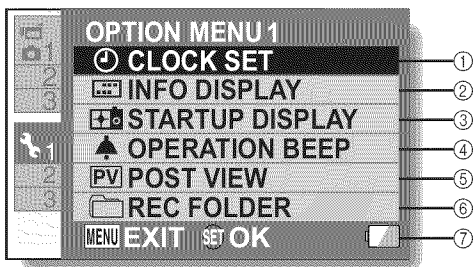 OPTION MENU 1
CLOCK SET ①
INFO DISPLAY ②
STARTUP DISPLAY ③
OPERATION BEEP ④
PV POST VIEW ⑤
REC FOLDER ⑥
MENU EXIT SET OK ⑦
1
2
3
1
2
3